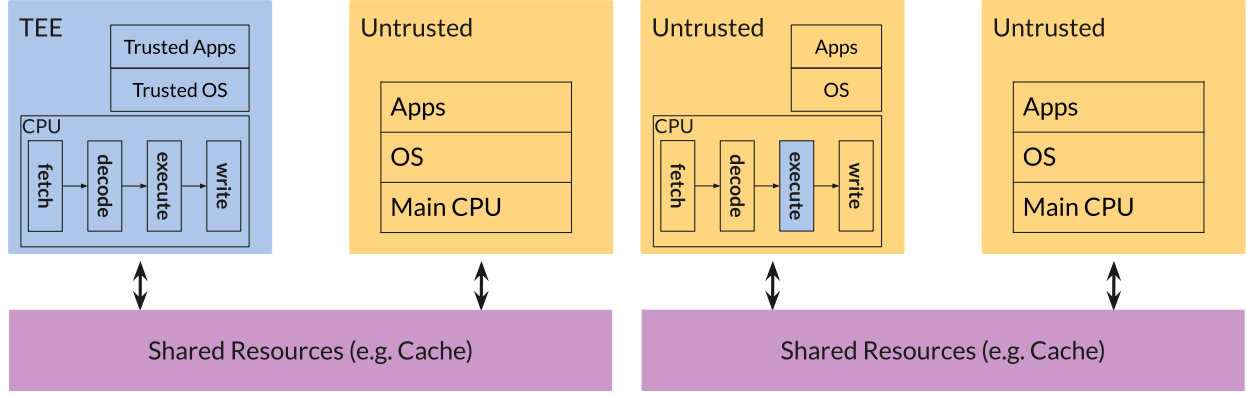 TEE
Trusted Apps
Trusted OS
CPU
fetch
decode
execute
write
Untrusted
Apps
OS
Main CPU
Shared Resources (e.g. Cache)
Untrusted
Apps
OS
CPU
fetch
decode
execute
write
Untrusted
Apps
OS
Main CPU
Shared Resources (e.g. Cache)